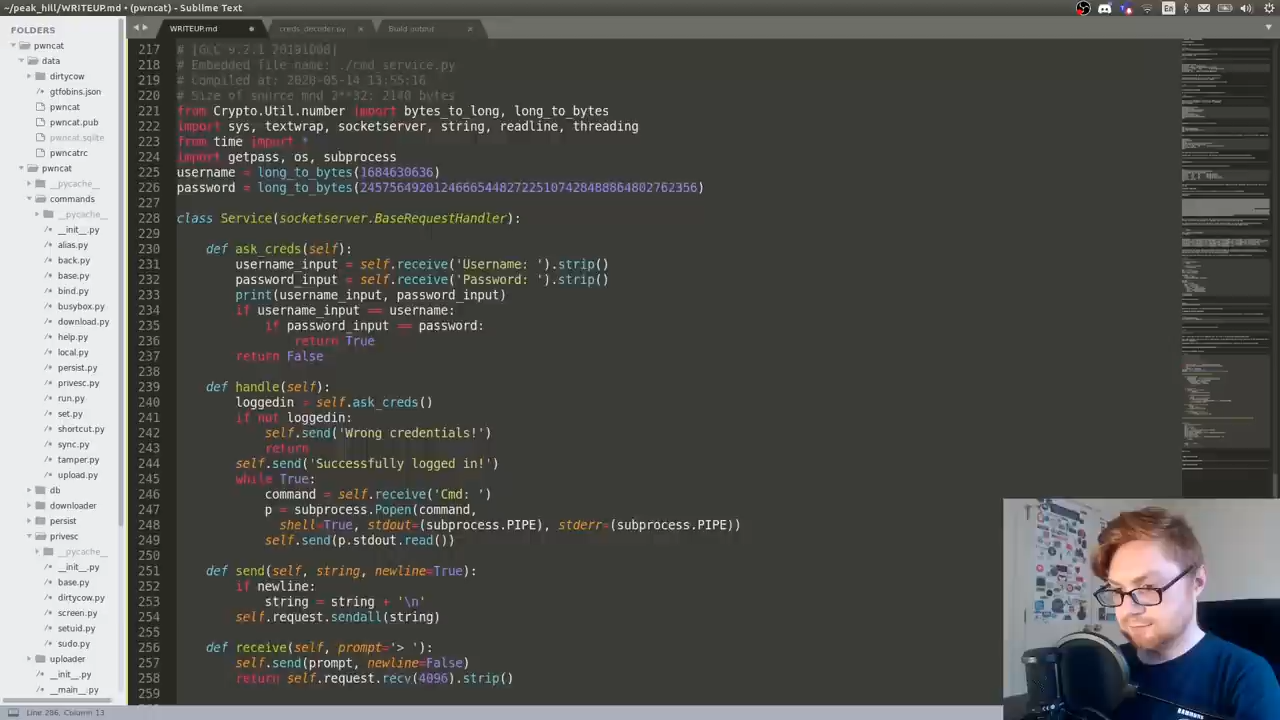 ~/peak_hill/WRITEUP.md • (pwncat) - Sublime Text
En
FOLDERS
pwncat
data
dirtycow
gtfobins.json
pwncat
pwncat.pub
pwncat.sqlite
pwncatrc
pwncat
__pycache__
commands
__pycache__
__init__.py
alias.py
back.py
base.py
bind.py
busybox.py
download.py
help.py
local.py
persist.py
privesc.py
run.py
set.py
shortcut.py
sync.py
tamper.py
upload.py
db
downloader
persist
privesc
__pycache__
__init__.py
base.py
dirtycow.py
screen.py
setuid.py
sudo.py
uploader
__init__.py
__main__.py
WRITEUP.md
creds_decoder.py
Build output
217 # [GCC 9.2.1 20191008]
218 # Embedded file name: ./cmd_service.py
219 # Compiled at: 2020-05-14 13:55:16
220 # Size of source mod 2**32: 2140 bytes
221 from Crypto.Util.number import bytes_to_long, long_to_bytes
222 import sys, textwrap, socketserver, string, readline, threading
223 from time import *
224 import getpass, os, subprocess
225 username = long_to_bytes(1684630636)
226 password = long_to_bytes(2457564920124666544827225107428488864802762356)
227
228 class Service(socketserver.BaseRequestHandler):
229
230 def ask_creds(self):
231 username_input = self.receive('Username: ').strip()
232 password_input = self.receive('Password: ').strip()
233 print(username_input, password_input)
234 if username_input == username:
235 if password_input == password:
236 return True
237 return False
238
239 def handle(self):
240 loggedin = self.ask_creds()
241 if not loggedin:
242 self.send('Wrong credentials!')
243 return
244 self.send('Successfully logged in!')
245 while True:
246 command = self.receive('Cmd: ')
247 p = subprocess.Popen(command,
248 shell=True, stdout=(subprocess.PIPE), stderr=(subprocess.PIPE))
249 self.send(p.stdout.read())
250
251 def send(self, string, newline=True):
252 if newline:
253 string = string + '\n'
254 self.request.sendall(string)
255
256 def receive(self, prompt='> '):
257 self.send(prompt, newline=False)
258 return self.request.recv(4096).strip()
259
Line 286, Column 13